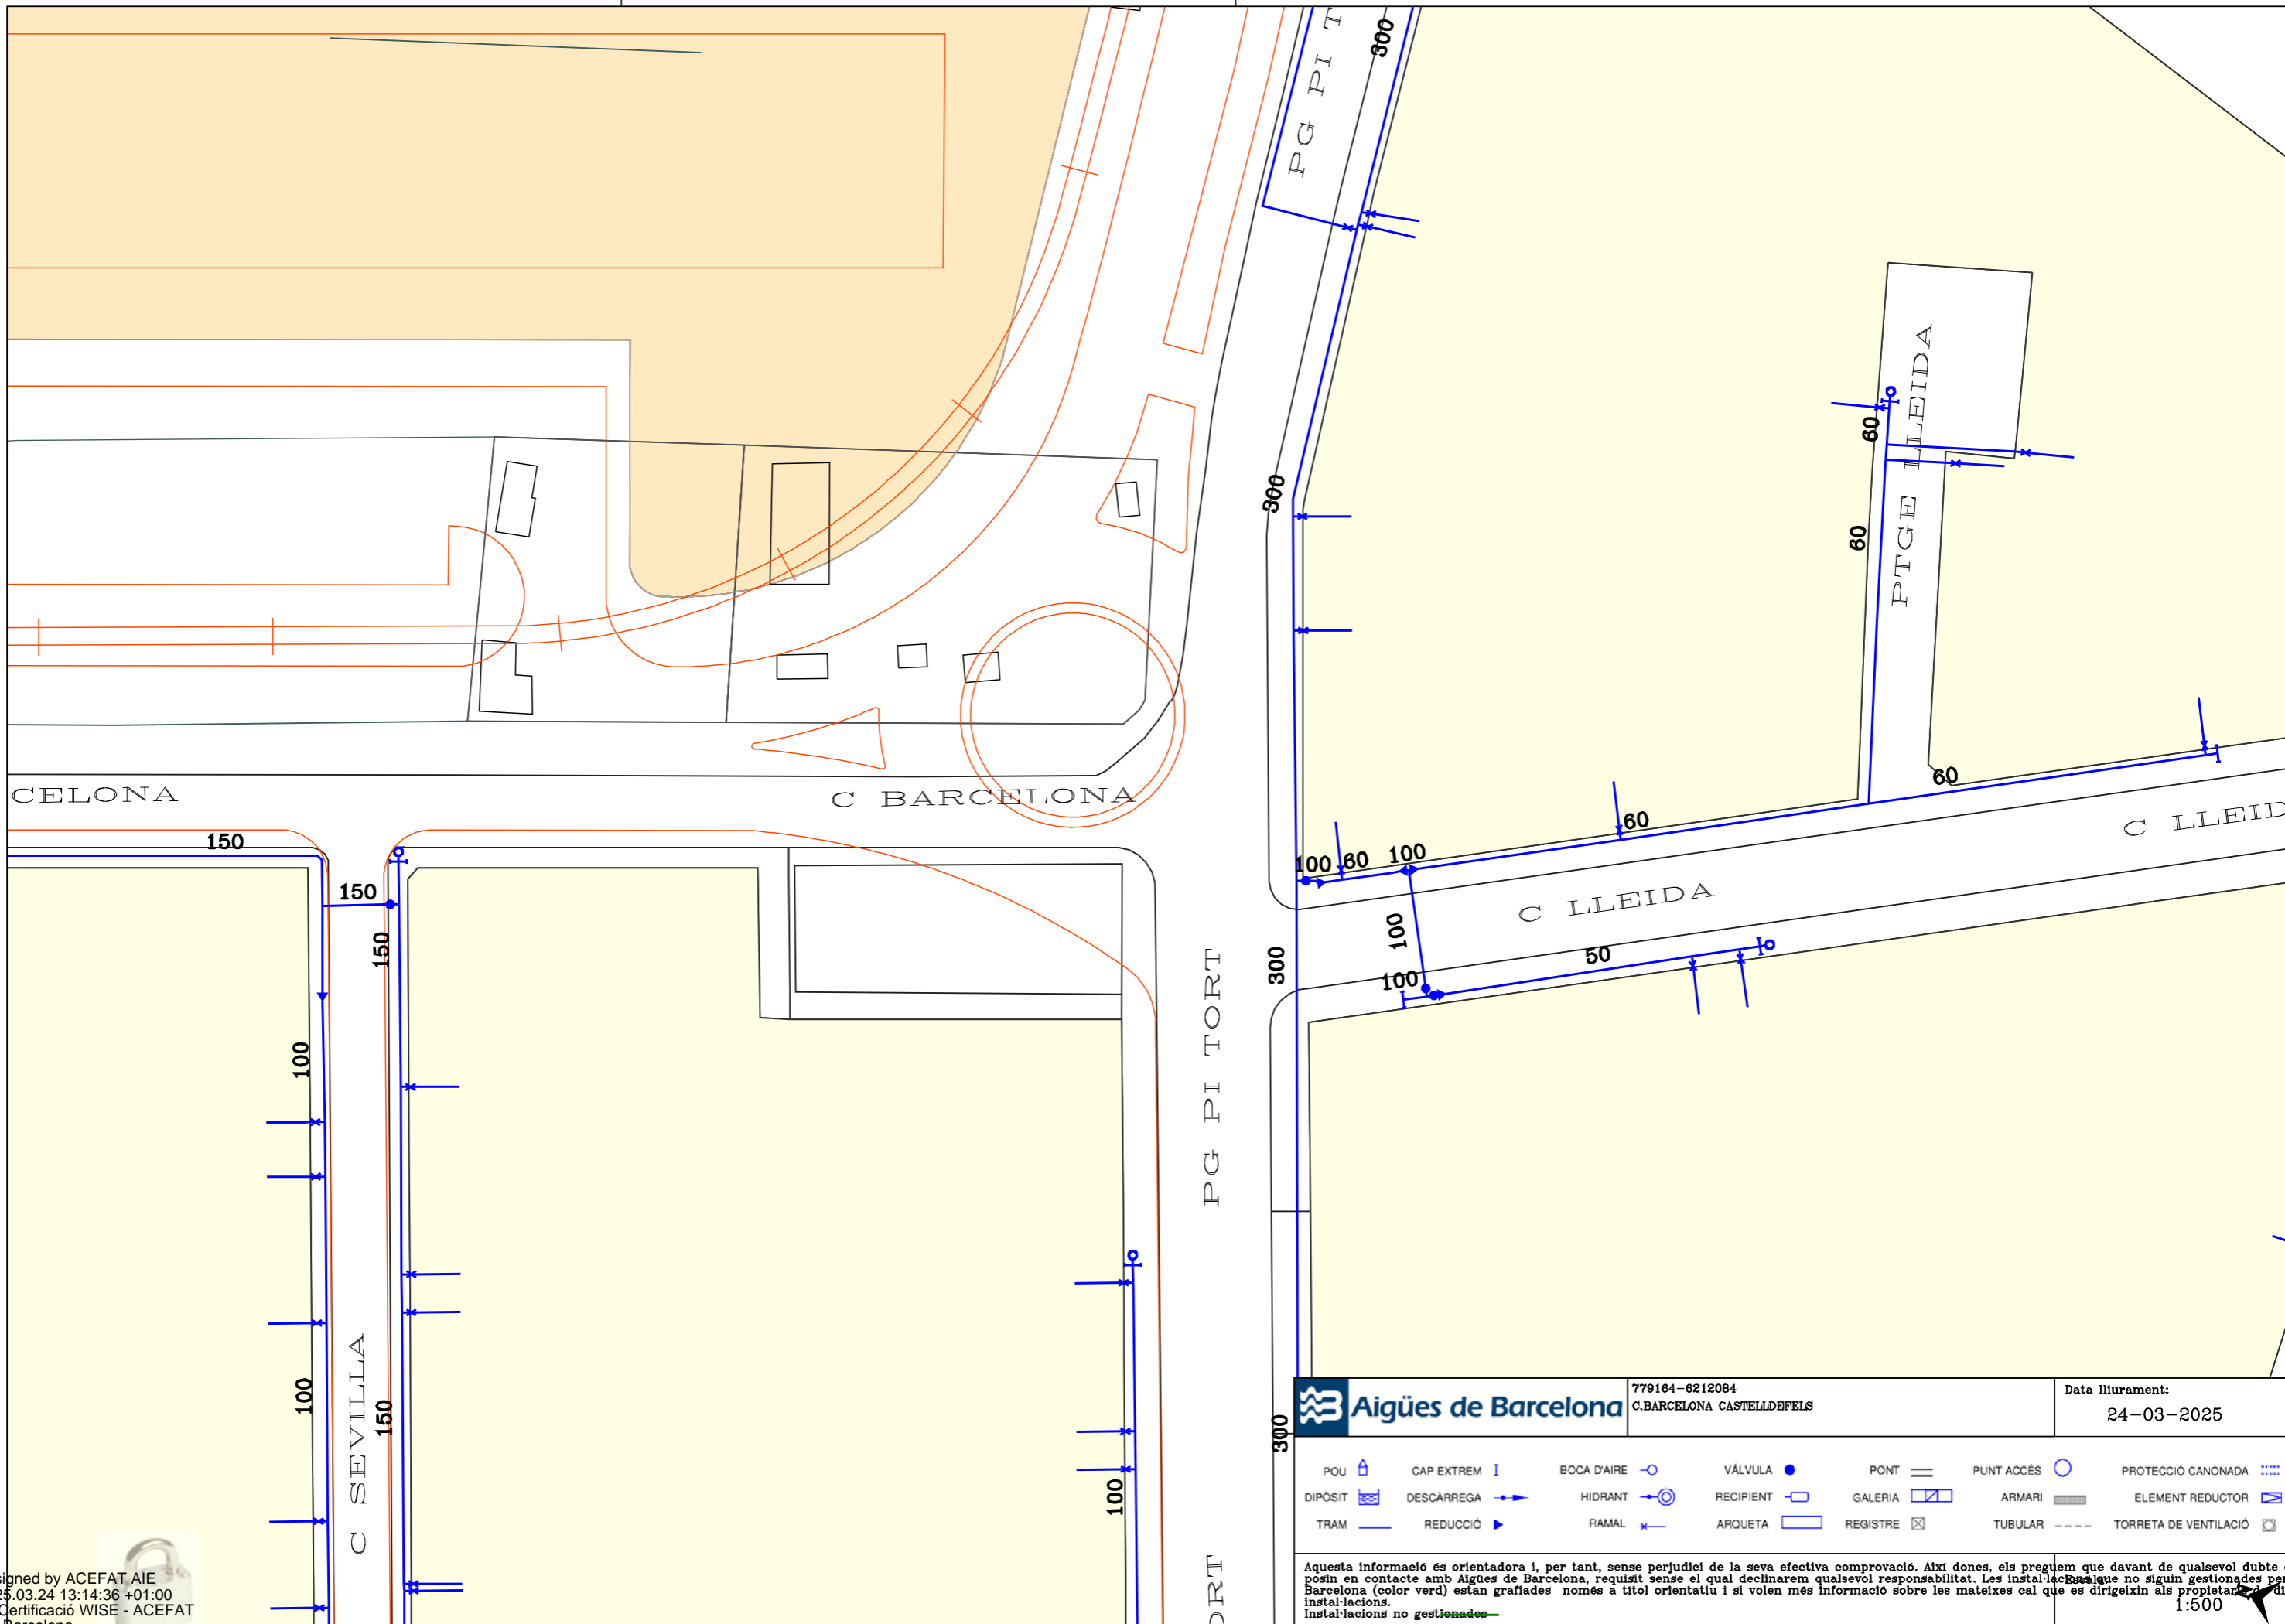 PG PI T
300
PTGE LLEIDA
60
60
300
CELONA
C BARCELONA
150
150
150
100
60
100
60
60
C LLEID
C LLEIDA
100
100
50
300
PG PI TORT
100
100
C SEVILLA
150
100
300
ORT
Aigües de Barcelona
779164-6212084
C.BARCELONA CASTELLDEFELS
Data lliurament:
24-03-2025
POU
CAP EXTREM
BOCA D'AIRE
VÁLVULA
PONT
PUNT ACCÉS
PROTECCIÓ CANONADA
DIPÒSIT
DESCÀRREGA
HIDRANT
RECIPIENT
GALERIA
ARMARI
ELEMENT REDUCTOR
TRAM
REDUCCIÓ
RAMAL
ARQUETA
REGISTRE
TUBULAR
TORRETA DE VENTILACIÓ
Aquesta informació és orientadora i, per tant, sense perjudici de la seva efectiva comprovació. Així doncs, els preguem que davant de qualsevol dubte
posin en contacte amb Aigües de Barcelona, requisit sense el qual declinarem qualsevol responsabilitat. Les instal·lacions que no siguin gestionades per
Barcelona (color verd) estan grafiades només a títol orientatiu i si volen més informació sobre les mateixes cal que es dirigeixin als propietaris
instal·lacions.
Instal·lacions no gestionades
Escala:
1:500
igned by ACEFAT AIE
25.03.24 13:14:36 +01:00
Certificació WISE - ACEFAT
Barcelona